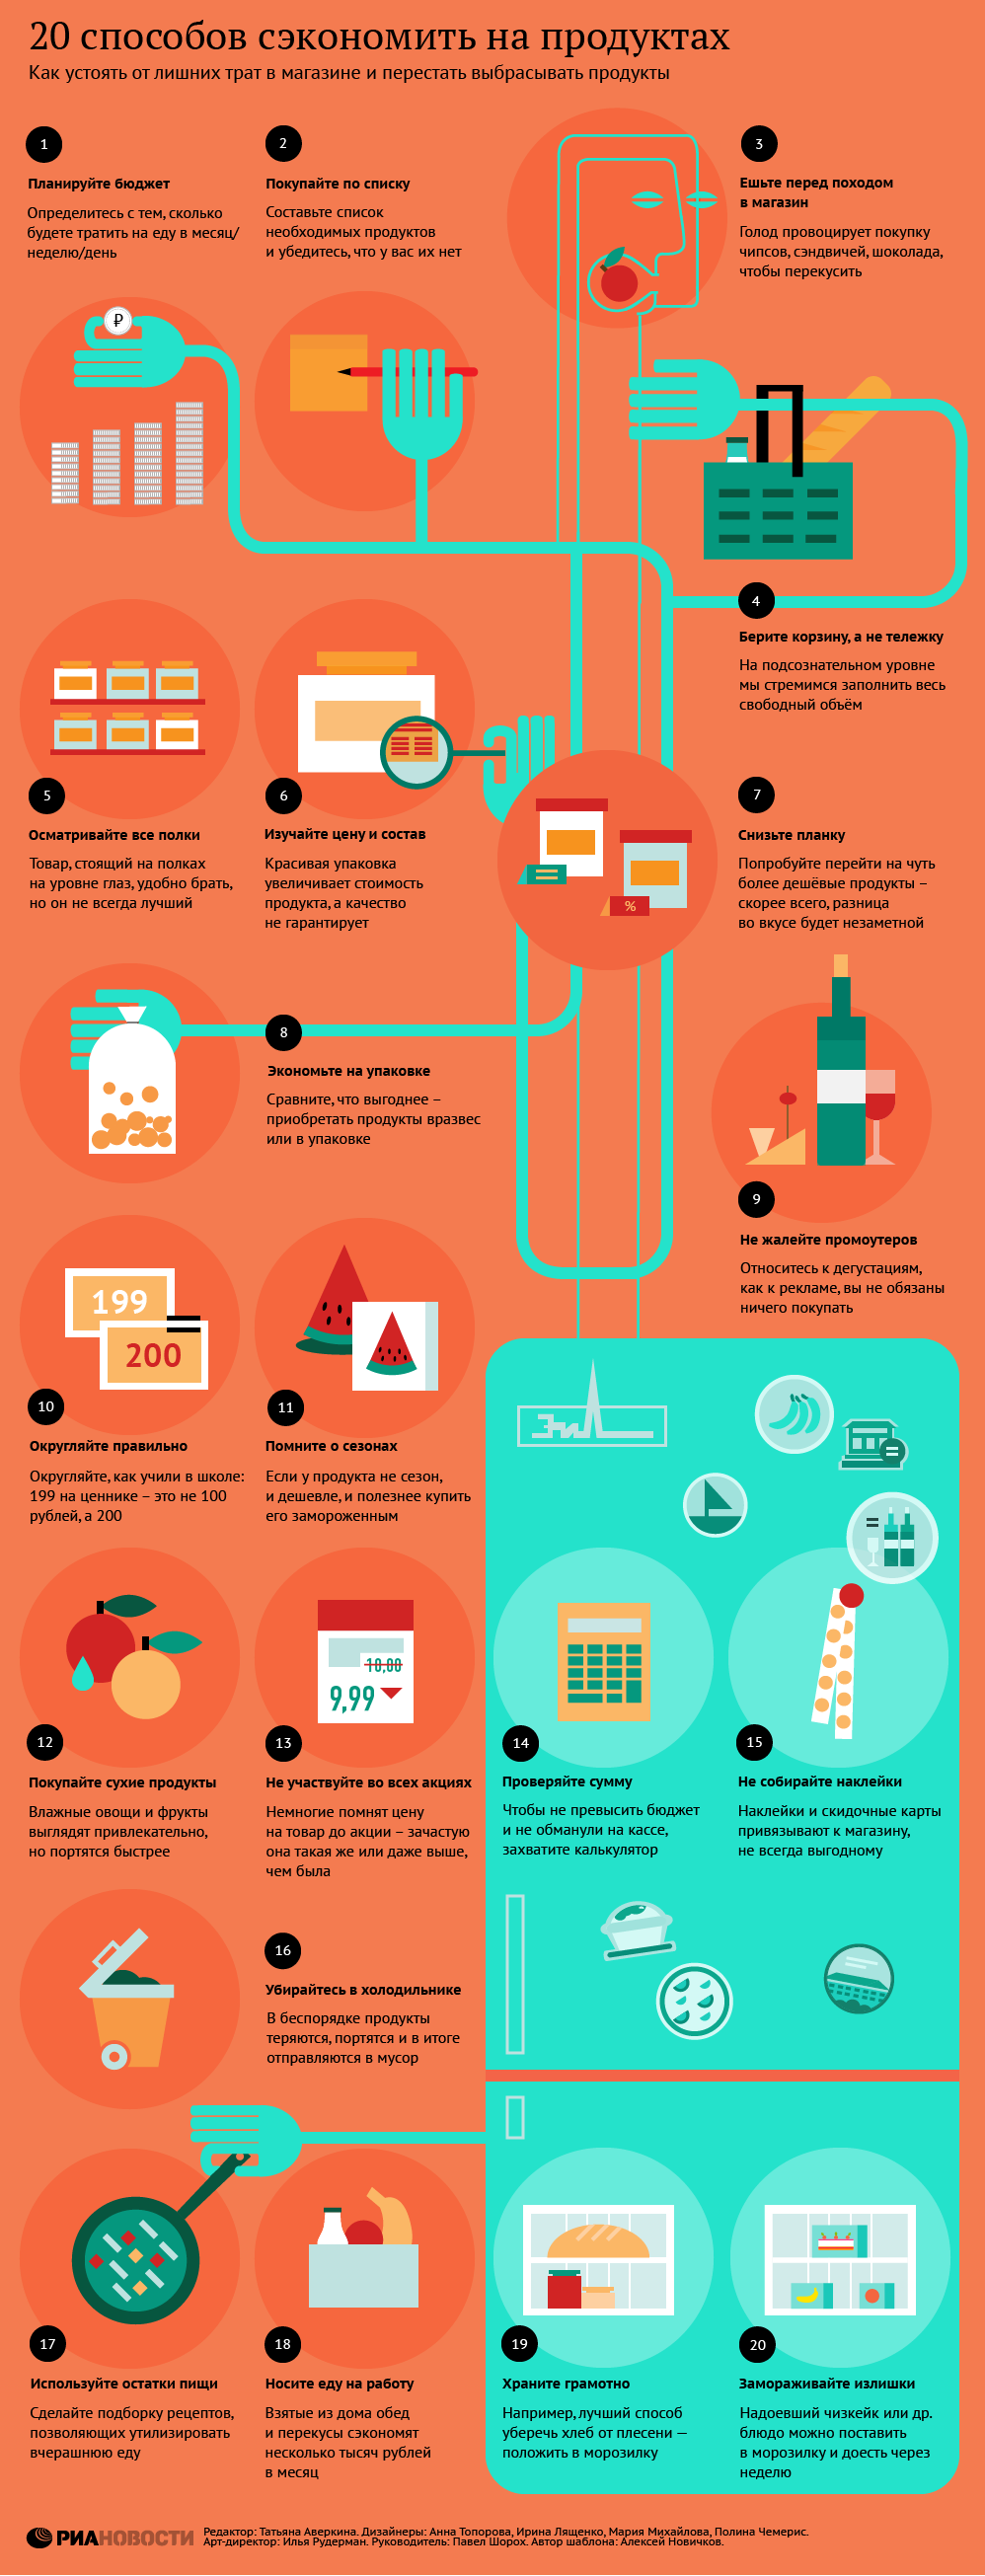 20 способов сэкономить на продуктах
Как устоять от лишних трат в магазине и перестать выбрасывать продукты
1
Планируйте бюджет
Определитесь с тем, сколько
будете тратить на еду в месяц/
неделю/день
2
Покупайте по списку
Составьте список
необходимых продуктов
и убедитесь, что у вас их нет
3
Ешьте перед походом
в магазин
Голод провоцирует покупку
чипсов, сэндвичей, шоколада,
чтобы перекусить
₽
4
Берите корзину, а не тележку
На подсознательном уровне
мы стремимся заполнить весь
свободный объём
5
Осматривайте все полки
Товар, стоящий на полках
на уровне глаз, удобно брать,
но он не всегда лучший
6
Изучайте цену и состав
Красивая упаковка
увеличивает стоимость
продукта, а качество
не гарантирует
%
7
Снизьте планку
Попробуйте перейти на чуть
более дешёвые продукты –
скорее всего, разница
во вкусе будет незаметной
8
Экономьте на упаковке
Сравните, что выгоднее –
приобретать продукты вразвес
или в упаковке
9
Не жалейте промоутеров
Относитесь к дегустациям,
как к рекламе, вы не обязаны
ничего покупать
199
200
10
Округляйте правильно
Округляйте, как учили в школе:
199 на ценнике – это не 100
рублей, а 200
11
Помните о сезонах
Если у продукта не сезон,
и дешевле, и полезнее купить
его замороженным
ЗиЛ
12
Покупайте сухие продукты
Влажные овощи и фрукты
выглядят привлекательно,
но портятся быстрее
10,00
9,99
13
Не участвуйте во всех акциях
Немногие помнят цену
на товар до акции – зачастую
она такая же или даже выше,
чем была
14
Проверяйте сумму
Чтобы не превысить бюджет
и не обманули на кассе,
захватите калькулятор
15
Не собирайте наклейки
Наклейки и скидочные карты
привязывают к магазину,
не всегда выгодному
16
Убирайтесь в холодильнике
В беспорядке продукты
теряются, портятся и в итоге
отправляются в мусор
17
Используйте остатки пищи
Сделайте подборку рецептов,
позволяющих утилизировать
вчерашнюю еду
18
Носите еду на работу
Взятые из дома обед
и перекусы сэкономят
несколько тысяч рублей
в месяц
19
Храните грамотно
Например, лучший способ
уберечь хлеб от плесени —
положить в морозилку
20
Замораживайте излишки
Надоевший чизкейк или др.
блюдо можно поставить
в морозилку и доесть через
неделю
РИАНОВОСТИ
Редактор: Татьяна Аверкина. Дизайнеры: Анна Топорова, Ирина Лященко, Мария Михайлова, Полина Чемерис.
Арт-директор: Илья Рудерман. Руководитель: Павел Шорох. Автор шаблона: Алексей Новичков.